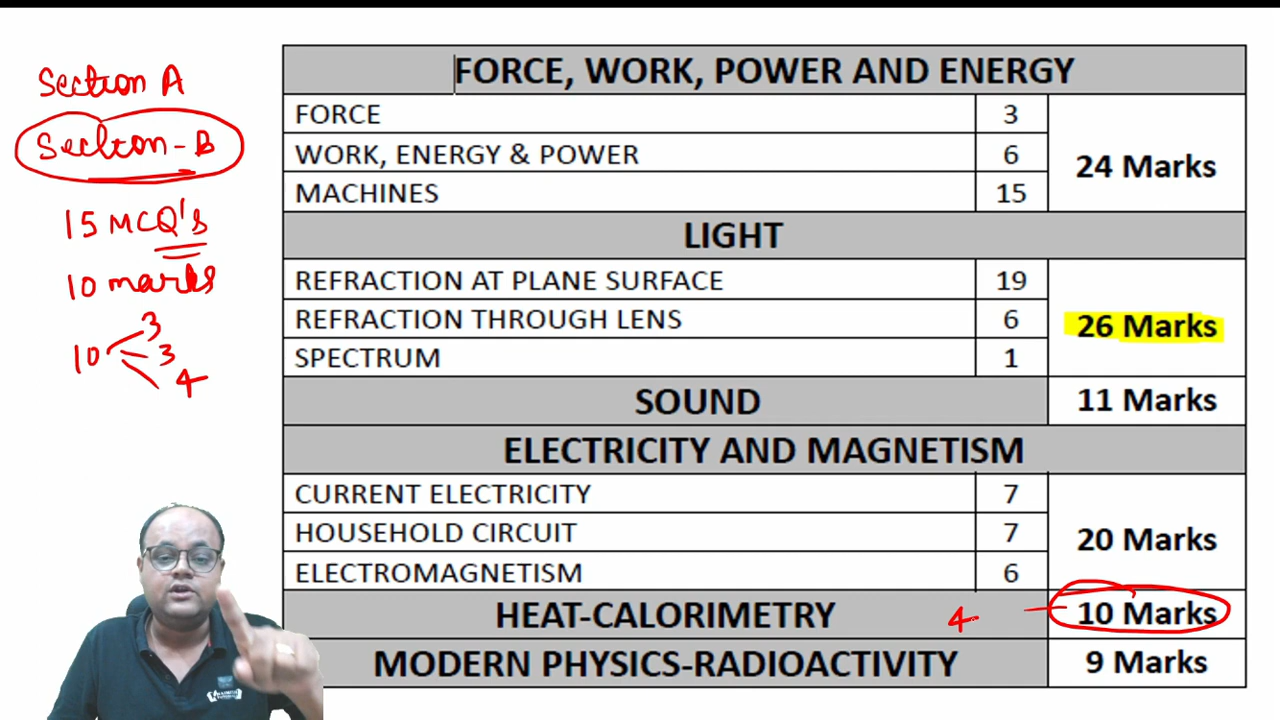 Section A
Section-B
15 MCQ's
10 marks
10 3
3
4
FORCE, WORK, POWER AND ENERGY
FORCE 3
WORK, ENERGY & POWER 6
MACHINES 15
24 Marks
LIGHT
REFRACTION AT PLANE SURFACE 19
REFRACTION THROUGH LENS 6
SPECTRUM 1
26 Marks
SOUND 11 Marks
ELECTRICITY AND MAGNETISM
CURRENT ELECTRICITY 7
HOUSEHOLD CIRCUIT 7
ELECTROMAGNETISM 6
20 Marks
HEAT-CALORIMETRY 4 10 Marks
MODERN PHYSICS-RADIOACTIVITY 9 Marks